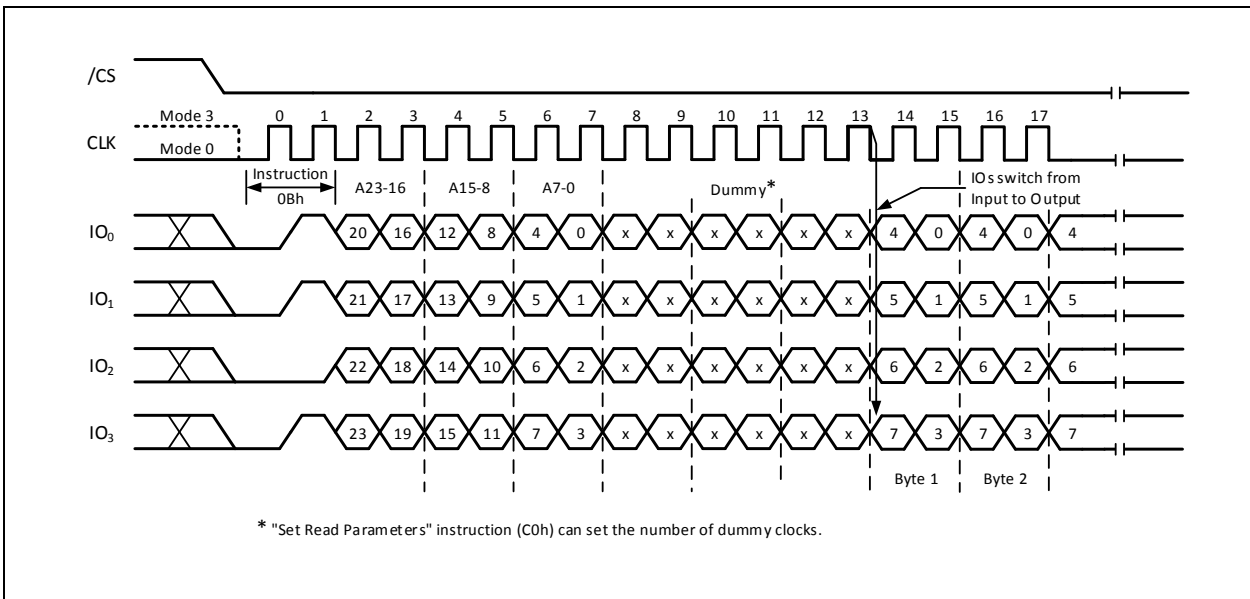 /CS
Mode 3 0 1 2 3 4 5 6 7 8 9 10 11 12 13 14 15 16 17
CLK
Mode 0
Instruction A23-16 A15-8 A7-0 Dummy* IOs switch from
0Bh Input to Output
IO0 20 16 12 8 4 0 x x x x x x 4 0 4 0 4
IO1 21 17 13 9 5 1 x x x x x x 5 1 5 1 5
IO2 22 18 14 10 6 2 x x x x x x 6 2 6 2 6
IO3 23 19 15 11 7 3 x x x x x x 7 3 7 3 7
Byte 1 Byte 2
* "Set Read Parameters" instruction (C0h) can set the number of dummy clocks.